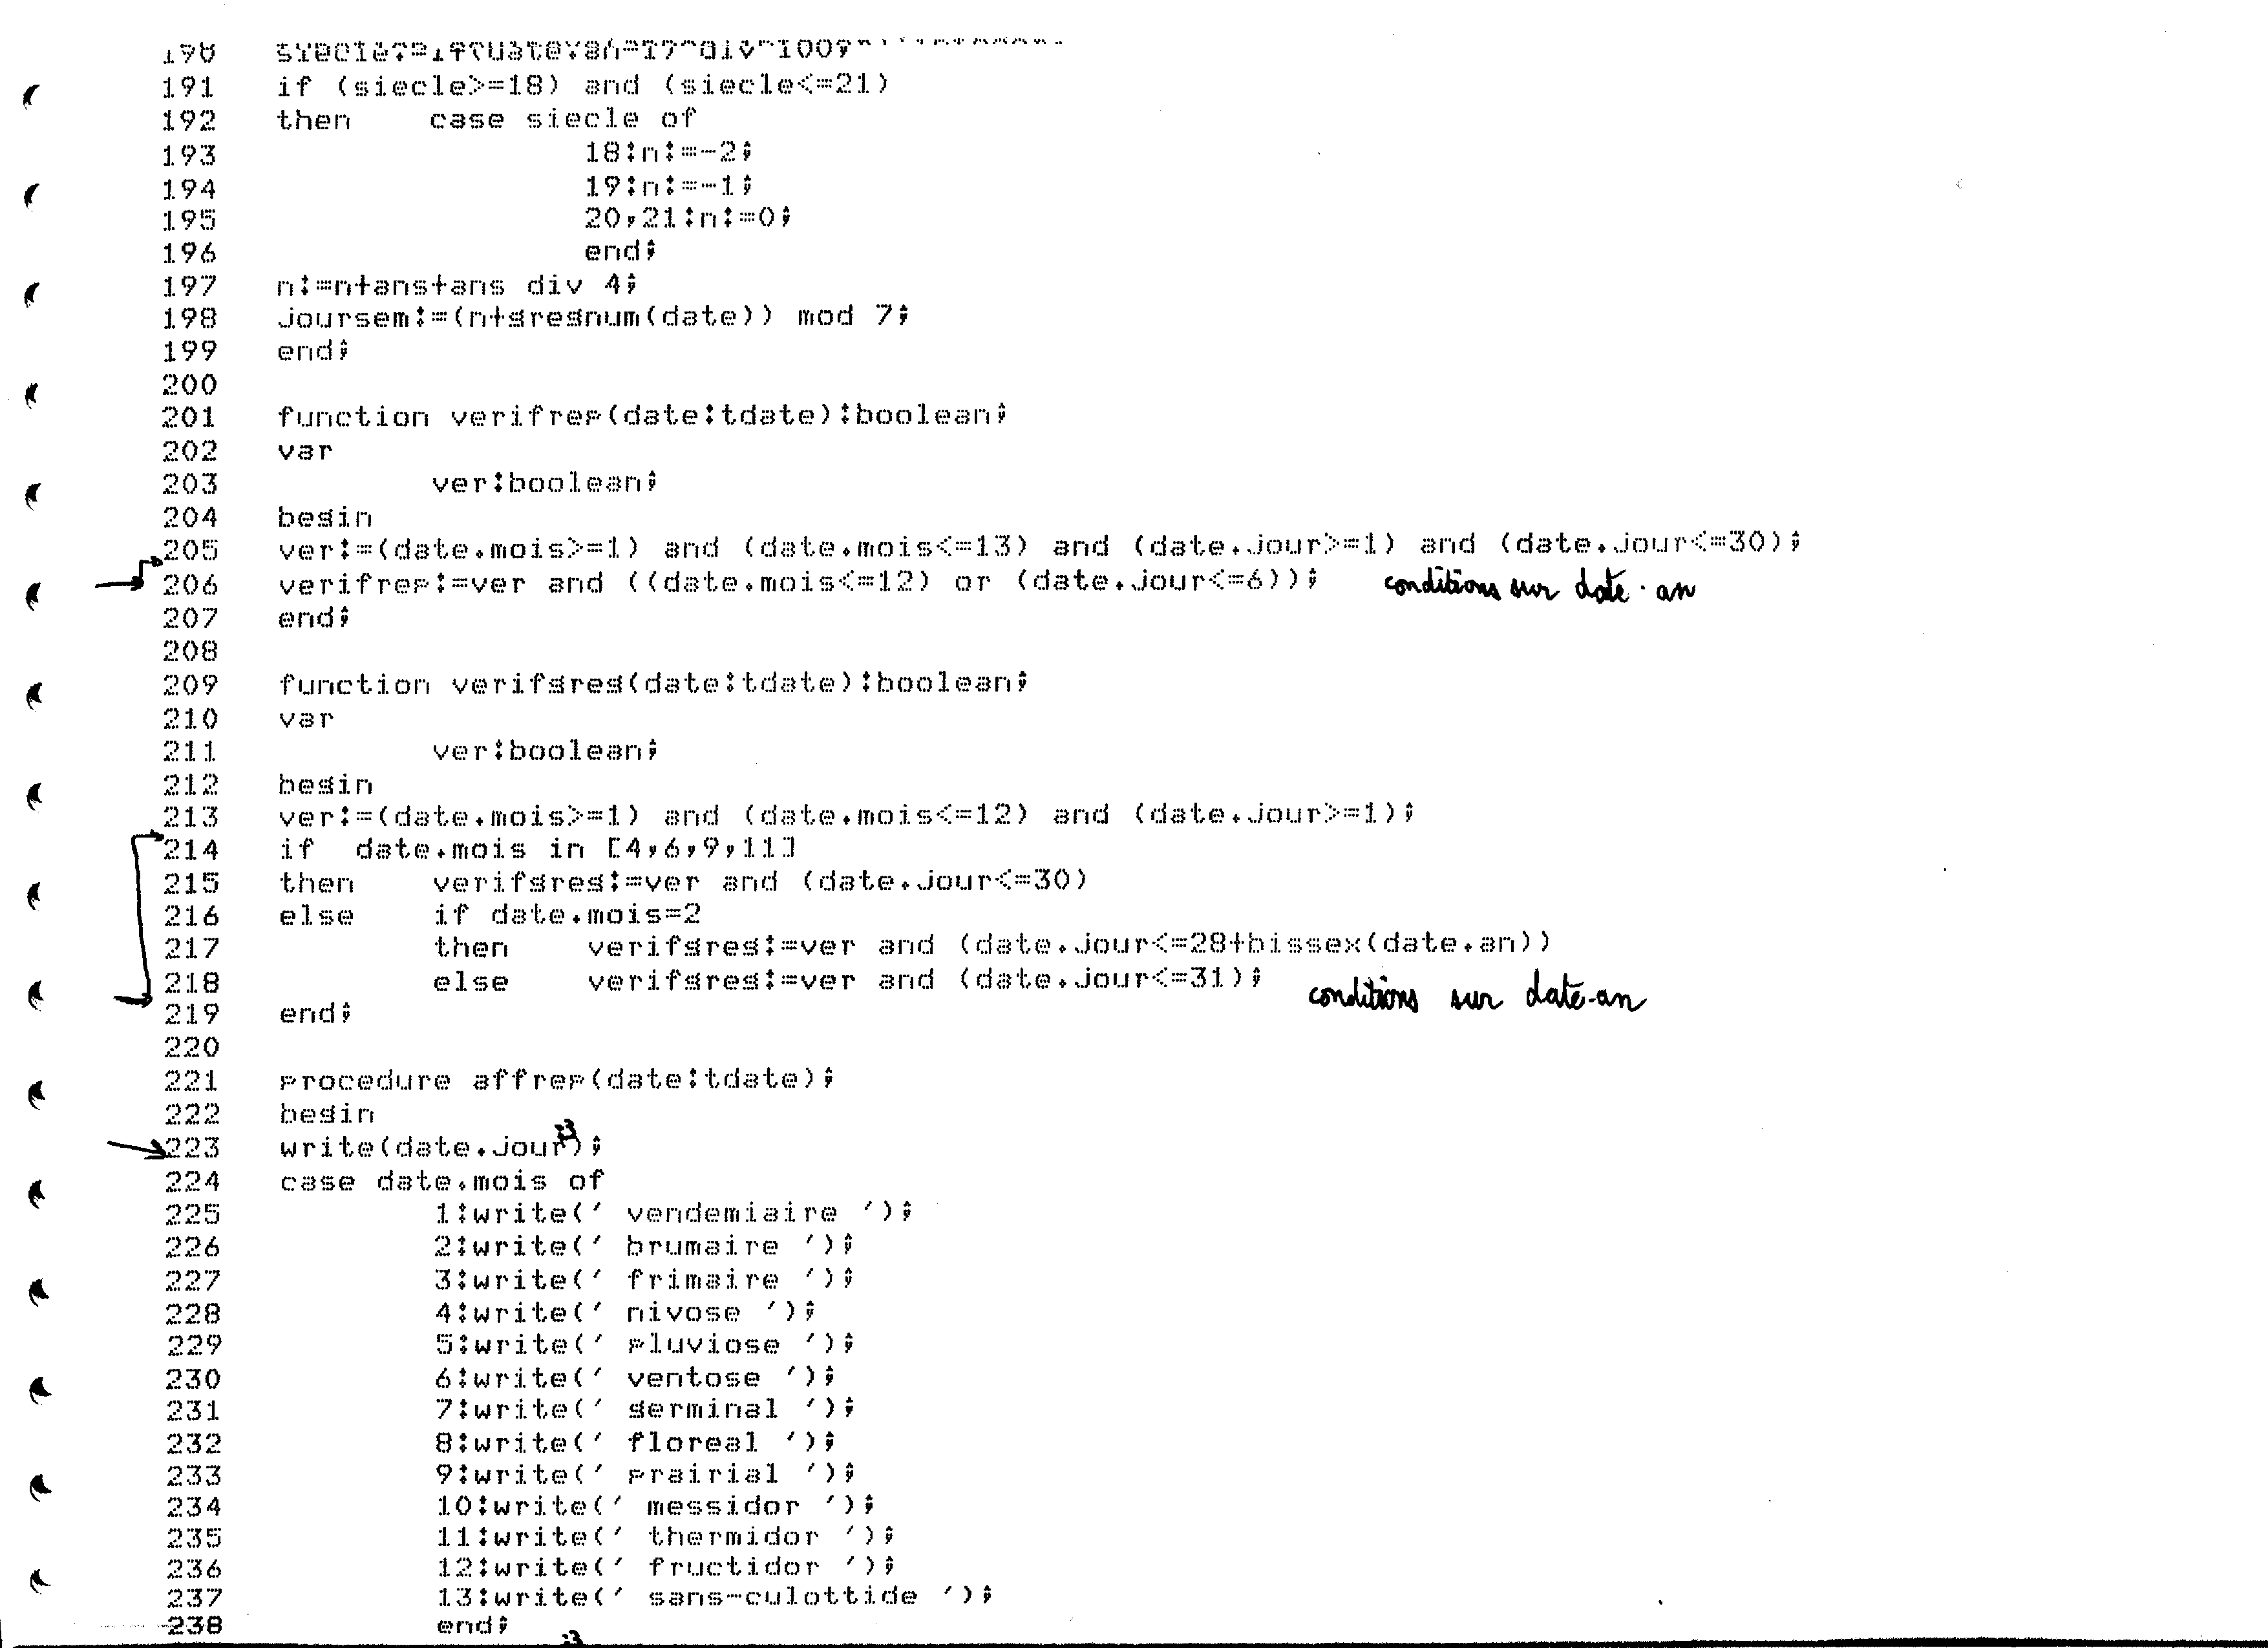 190 siecle:=1+(date.an-1) div 100;
191 if (siecle>=18) and (siecle<=21)
192 then case siecle of
193 18:n:=-2;
194 19:n:=-1;
195 20,21:n:=0;
196 end;
197 n:=n+ans+ans div 4;
198 joursem:=(n+gregnum(date)) mod 7;
199 end;
200
201 function verifrep(date:tdate):boolean;
202 var
203 ver:boolean;
204 begin
205 ver:=(date.mois>=1) and (date.mois<=13) and (date.jour>=1) and (date.jour<=30);
206 verifrep:=ver and ((date.mois<=12) or (date.jour<=6)); conditions sur date.an
207 end;
208
209 function verifgreg(date:tdate):boolean;
210 var
211 ver:boolean;
212 begin
213 ver:=(date.mois>=1) and (date.mois<=12) and (date.jour>=1);
214 if date.mois in [4,6,9,11]
215 then verifgreg:=ver and (date.jour<=30)
216 else if date.mois=2
217 then verifgreg:=ver and (date.jour<=28+bissex(date.an))
218 else verifgreg:=ver and (date.jour<=31); conditions sur date.an
219 end;
220
221 procedure affrep(date:tdate);
222 begin
223 write(date.jour:3);
224 case date.mois of
225 1:write(' vendemiaire ');
226 2:write(' brumaire ');
227 3:write(' frimaire ');
228 4:write(' nivose ');
229 5:write(' pluviose ');
230 6:write(' ventose ');
231 7:write(' germinal ');
232 8:write(' floreal ');
233 9:write(' prairial ');
234 10:write(' messidor ');
235 11:write(' thermidor ');
236 12:write(' fructidor ');
237 13:write(' sans-culottide ');
238 end;
:3